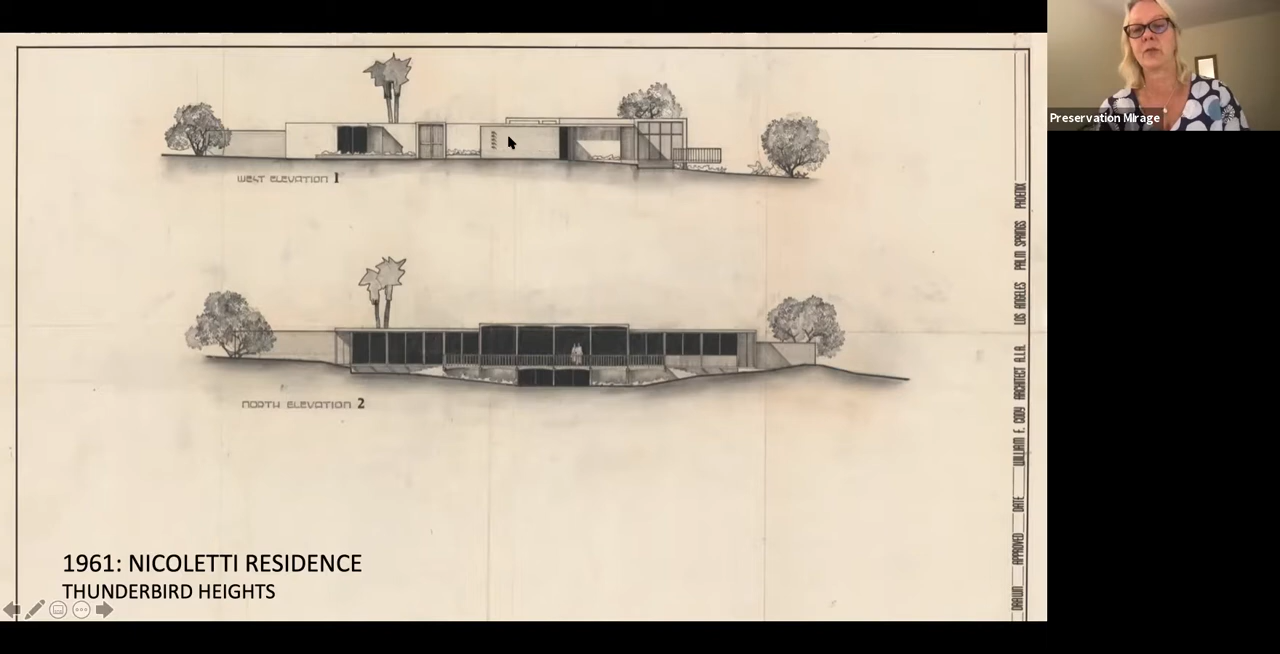 WEST ELEVATION 1
NORTH ELEVATION 2
1961: NICOLETTI RESIDENCE
THUNDERBIRD HEIGHTS
DRAWN APPROVED DATE WILLIAM F. CODY ARCHITECT A.I.A. LOS ANGELES PALM SPRINGS PHOENIX
Preservation Mirage